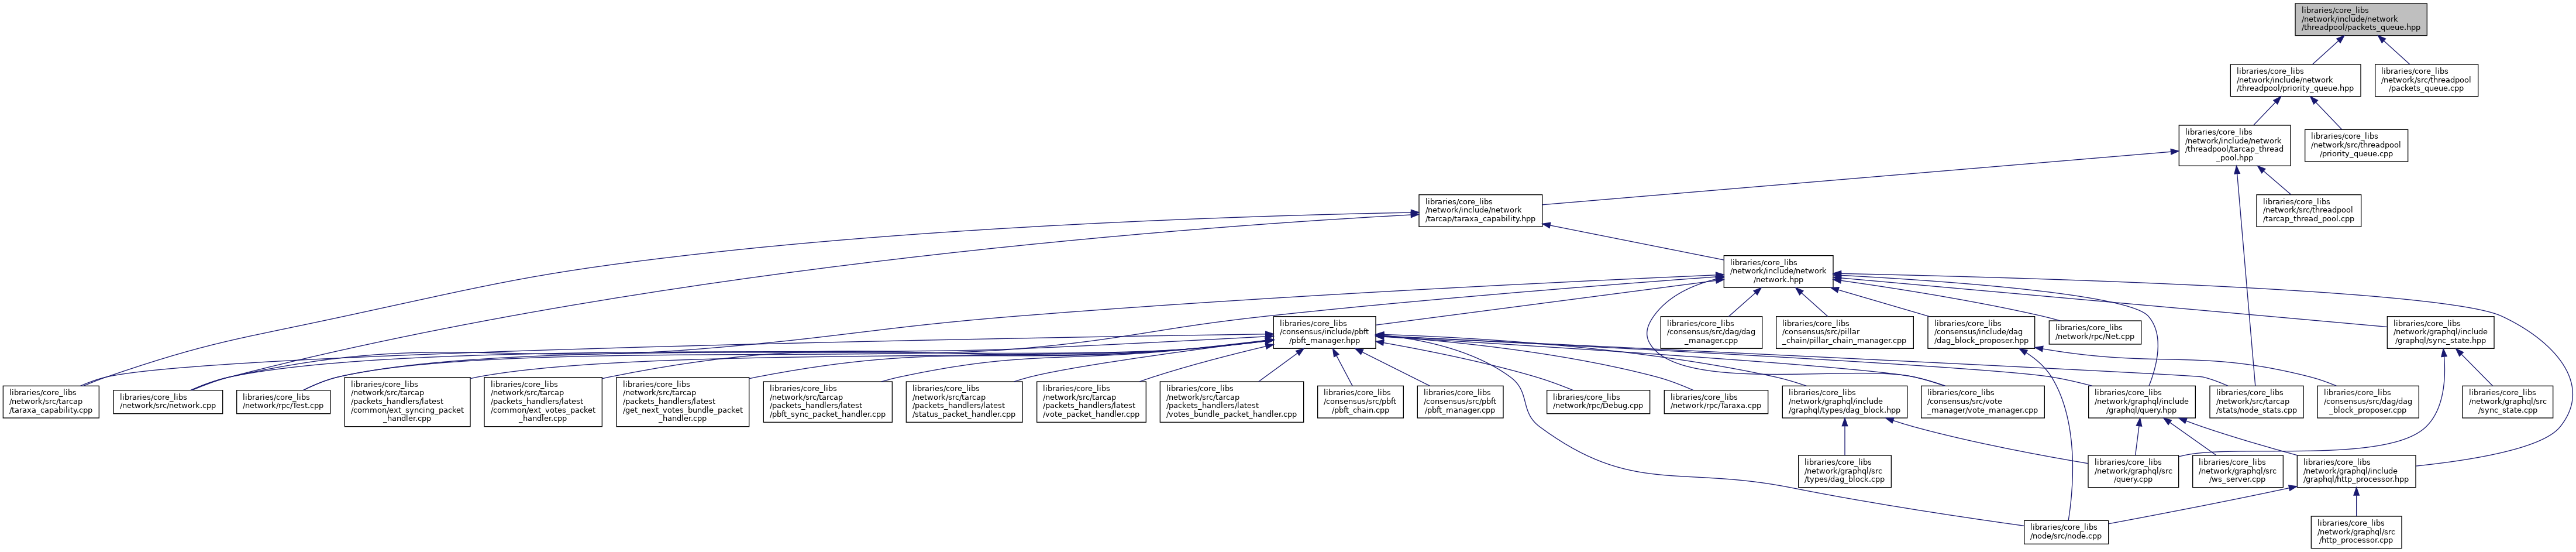 libraries/core_libs
/network/include/network
/threadpool/packets_queue.hpp
libraries/core_libs
/network/include/network
/threadpool/priority_queue.hpp
libraries/core_libs
/network/src/threadpool
/packets_queue.cpp
libraries/core_libs
/network/include/network
/threadpool/tarcap_thread
_pool.hpp
libraries/core_libs
/network/src/threadpool
/priority_queue.cpp
libraries/core_libs
/network/include/network
/tarcap/taraxa_capability.hpp
libraries/core_libs
/network/src/threadpool
/tarcap_thread_pool.cpp
libraries/core_libs
/network/include/network
/network.hpp
libraries/core_libs
/consensus/include/pbft
/pbft_manager.hpp
libraries/core_libs
/consensus/src/dag/dag
_manager.cpp
libraries/core_libs
/consensus/src/pillar
_chain/pillar_chain_manager.cpp
libraries/core_libs
/consensus/include/dag
/dag_block_proposer.hpp
libraries/core_libs
/network/rpc/Net.cpp
libraries/core_libs
/network/graphql/include
/graphql/sync_state.hpp
libraries/core_libs
/network/src/tarcap
/taraxa_capability.cpp
libraries/core_libs
/network/src/network.cpp
libraries/core_libs
/network/rpc/Test.cpp
libraries/core_libs
/network/src/tarcap
/packets_handlers/latest
/common/ext_syncing_packet
_handler.cpp
libraries/core_libs
/network/src/tarcap
/packets_handlers/latest
/common/ext_votes_packet
_handler.cpp
libraries/core_libs
/network/src/tarcap
/packets_handlers/latest
/get_next_votes_bundle_packet
_handler.cpp
libraries/core_libs
/network/src/tarcap
/packets_handlers/latest
/pbft_sync_packet_handler.cpp
libraries/core_libs
/network/src/tarcap
/packets_handlers/latest
/status_packet_handler.cpp
libraries/core_libs
/network/src/tarcap
/packets_handlers/latest
/vote_packet_handler.cpp
libraries/core_libs
/network/src/tarcap
/packets_handlers/latest
/votes_bundle_packet_handler.cpp
libraries/core_libs
/consensus/src/pbft
/pbft_chain.cpp
libraries/core_libs
/consensus/src/pbft
/pbft_manager.cpp
libraries/core_libs
/network/rpc/Debug.cpp
libraries/core_libs
/network/rpc/Taraxa.cpp
libraries/core_libs
/network/graphql/include
/graphql/types/dag_block.hpp
libraries/core_libs
/consensus/src/vote
_manager/vote_manager.cpp
libraries/core_libs
/network/graphql/include
/graphql/query.hpp
libraries/core_libs
/network/src/tarcap
/stats/node_stats.cpp
libraries/core_libs
/consensus/src/dag/dag
_block_proposer.cpp
libraries/core_libs
/network/graphql/src
/sync_state.cpp
libraries/core_libs
/network/graphql/src
/types/dag_block.cpp
libraries/core_libs
/network/graphql/src
/query.cpp
libraries/core_libs
/network/graphql/src
/ws_server.cpp
libraries/core_libs
/network/graphql/include
/graphql/http_processor.hpp
libraries/core_libs
/node/src/node.cpp
libraries/core_libs
/network/graphql/src
/http_processor.cpp